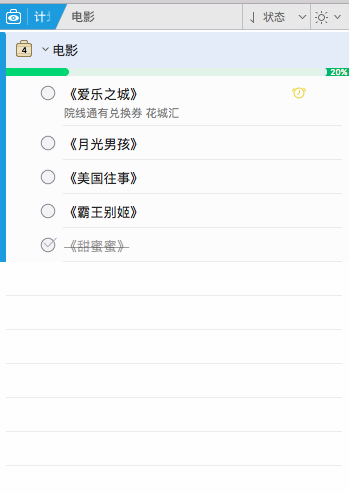 计
电影
状态
4
电影
20%
《爱乐之城》
院线通有兑换券 花城汇
《月光男孩》
《美国往事》
《霸王别姬》
《甜蜜蜜》